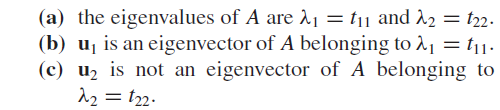 (a) the eigenvalues of A are λ₁ = t₁₁ and λ₂ = t₂₂.
(b) u₁ is an eigenvector of A belonging to λ₁ = t₁₁.
(c) u₂ is not an eigenvector of A belonging to
λ₂ = t₂₂.